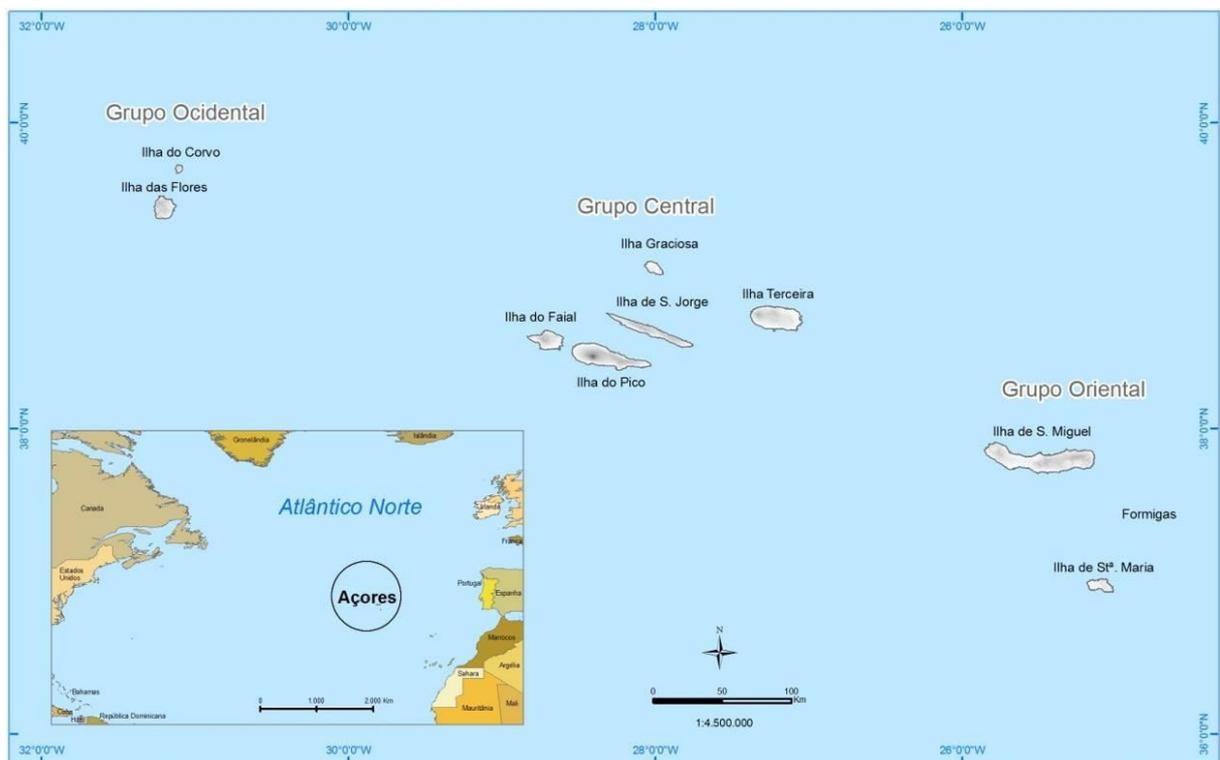 32°0'0"W 30°0'0"W 28°0'0"W 26°0'0"W
40°0'0"N 40°0'0"N
Grupo Ocidental
Ilha do Corvo
Ilha das Flores
Grupo Central
Ilha Graciosa
Ilha de S. Jorge
Ilha Terceira
Ilha do Faial
Ilha do Pico
Grupo Oriental
Ilha de S. Miguel
Formigas
Ilha de Stª. Maria
38°0'0"N 38°0'0"N
Gronelândia
Islândia
Canada
Atlântico Norte
Irlanda
França
Estados
Unidos
Açores
Portugal
Espanha
Marrocos
Argélia
Sahara
Mauritânia
Mali
Bahamas
Cuba
Haiti
República Dominicana
0 1.000 2.000 Km
N
0 50 100
Km
1:4.500.000
36°0'0"N
32°0'0"W 30°0'0"W 28°0'0"W 26°0'0"W